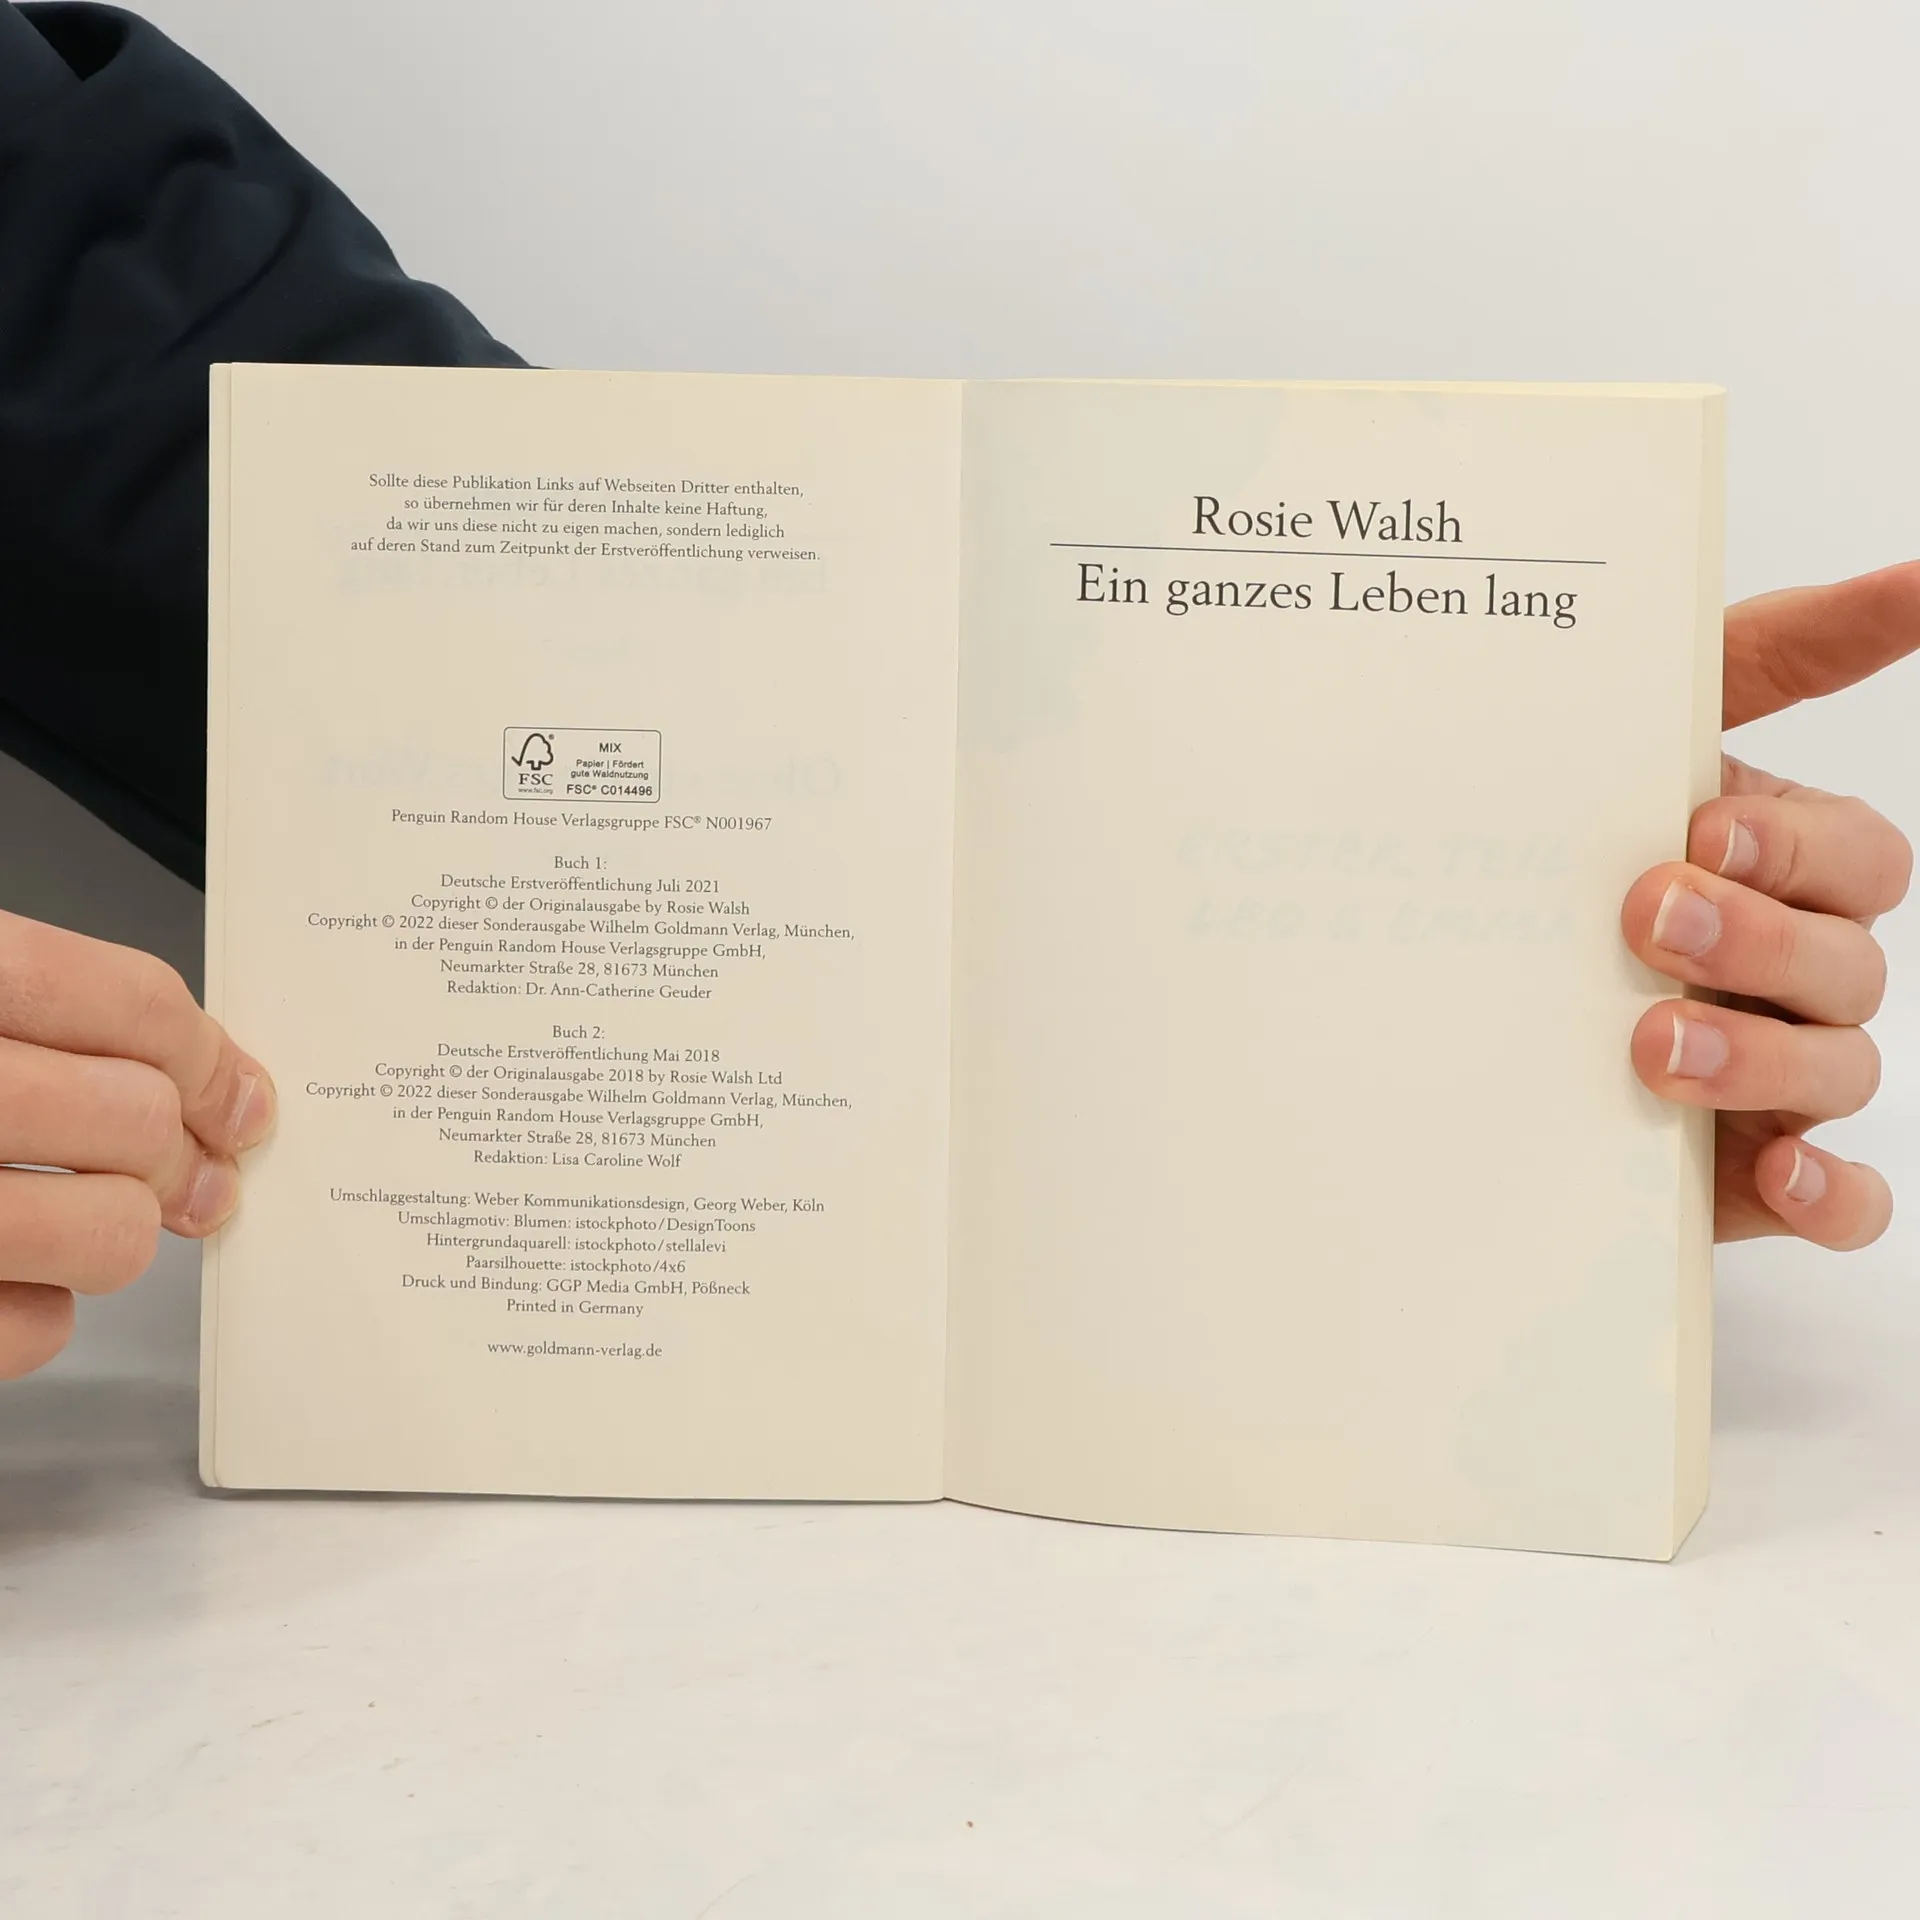 Sollte diese Publikation Links auf Webseiten Dritter enthalten,
so übernehmen wir für deren Inhalte keine Haftung,
da wir uns diese nicht zu eigen machen, sondern lediglich
auf deren Stand zum Zeitpunkt der Erstveröffentlichung verweisen.
FSC®
www.fsc.org
MIX
Papier | Fördert
gute Waldnutzung
FSC® C014496
Penguin Random House Verlagsgruppe FSC® N001967
Buch 1:
Deutsche Erstveröffentlichung Juli 2021
Copyright © der Originalausgabe by Rosie Walsh
Copyright © 2022 dieser Sonderausgabe Wilhelm Goldmann Verlag, München,
in der Penguin Random House Verlagsgruppe GmbH,
Neumarkter Straße 28, 81673 München
Redaktion: Dr. Ann-Catherine Geuder
Buch 2:
Deutsche Erstveröffentlichung Mai 2018
Copyright © der Originalausgabe 2018 by Rosie Walsh Ltd
Copyright © 2022 dieser Sonderausgabe Wilhelm Goldmann Verlag, München,
in der Penguin Random House Verlagsgruppe GmbH,
Neumarkter Straße 28, 81673 München
Redaktion: Lisa Caroline Wolf
Umschlaggestaltung: Weber Kommunikationsdesign, Georg Weber, Köln
Umschlagmotiv: Blumen: istockphoto/DesignToons
Hintergrundaquarell: istockphoto/stellalevi
Paarsilhouette: istockphoto/4x6
Druck und Bindung: GGP Media GmbH, Pößneck
Printed in Germany
www.goldmann-verlag.de
Rosie Walsh
Ein ganzes Leben lang